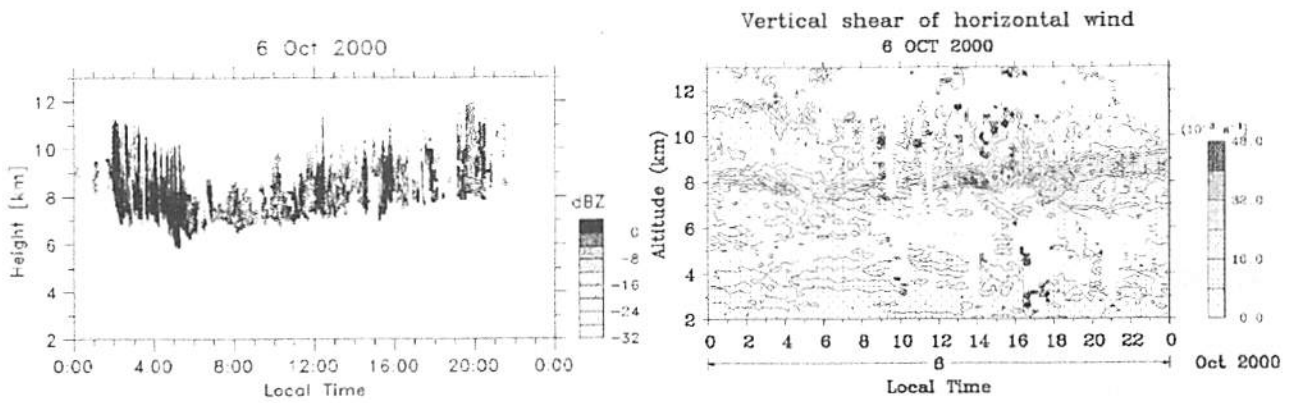 6 Oct 2000
Height [km]
12
10
8
6
4
2
0:00 4:00 8:00 12:00 16:00 20:00 0:00
Local Time
dBZ
0
-8
-16
-24
-32
Vertical shear of horizontal wind
6 OCT 2000
Altitude (km)
12
10
8
6
4
2
0 2 4 6 8 10 12 14 16 18 20 22 0
6
Oct 2000
Local Time
48.0
32.0
16.0
0.0